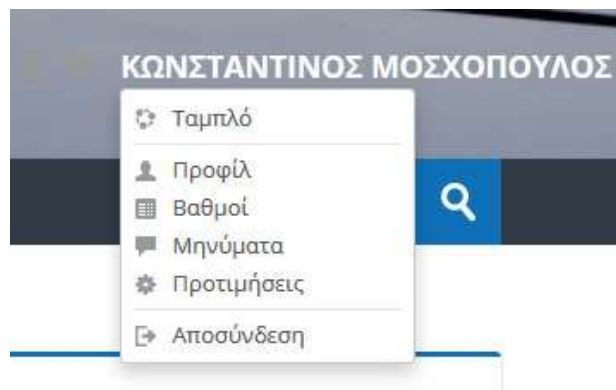 ΚΩΝΣΤΑΝΤΙΝΟΣ ΜΟΣΧΟΠΟΥΛΟΣ
Ταμπλό
Προφίλ
Βαθμοί
Μηνύματα
Προτιμήσεις
Αποσύνδεση